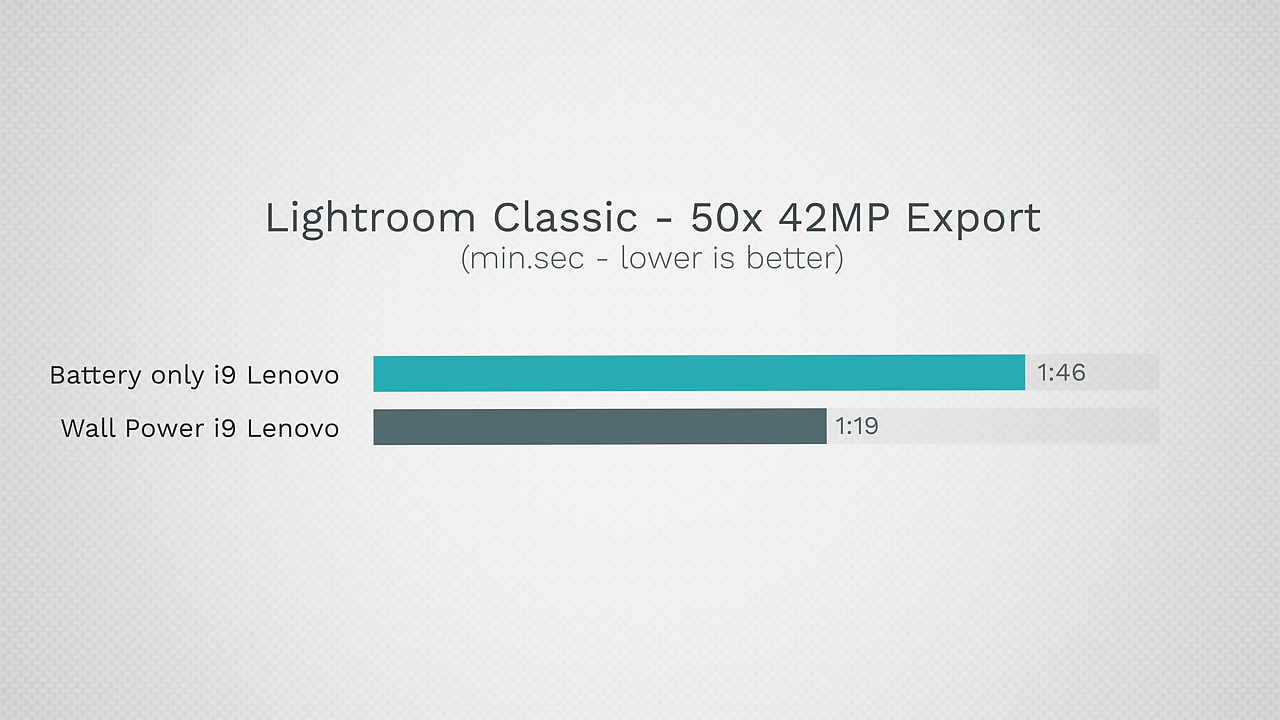 Lightroom Classic - 50x 42MP Export
(min.sec - lower is better)
Battery only i9 Lenovo 1:46
Wall Power i9 Lenovo 1:19